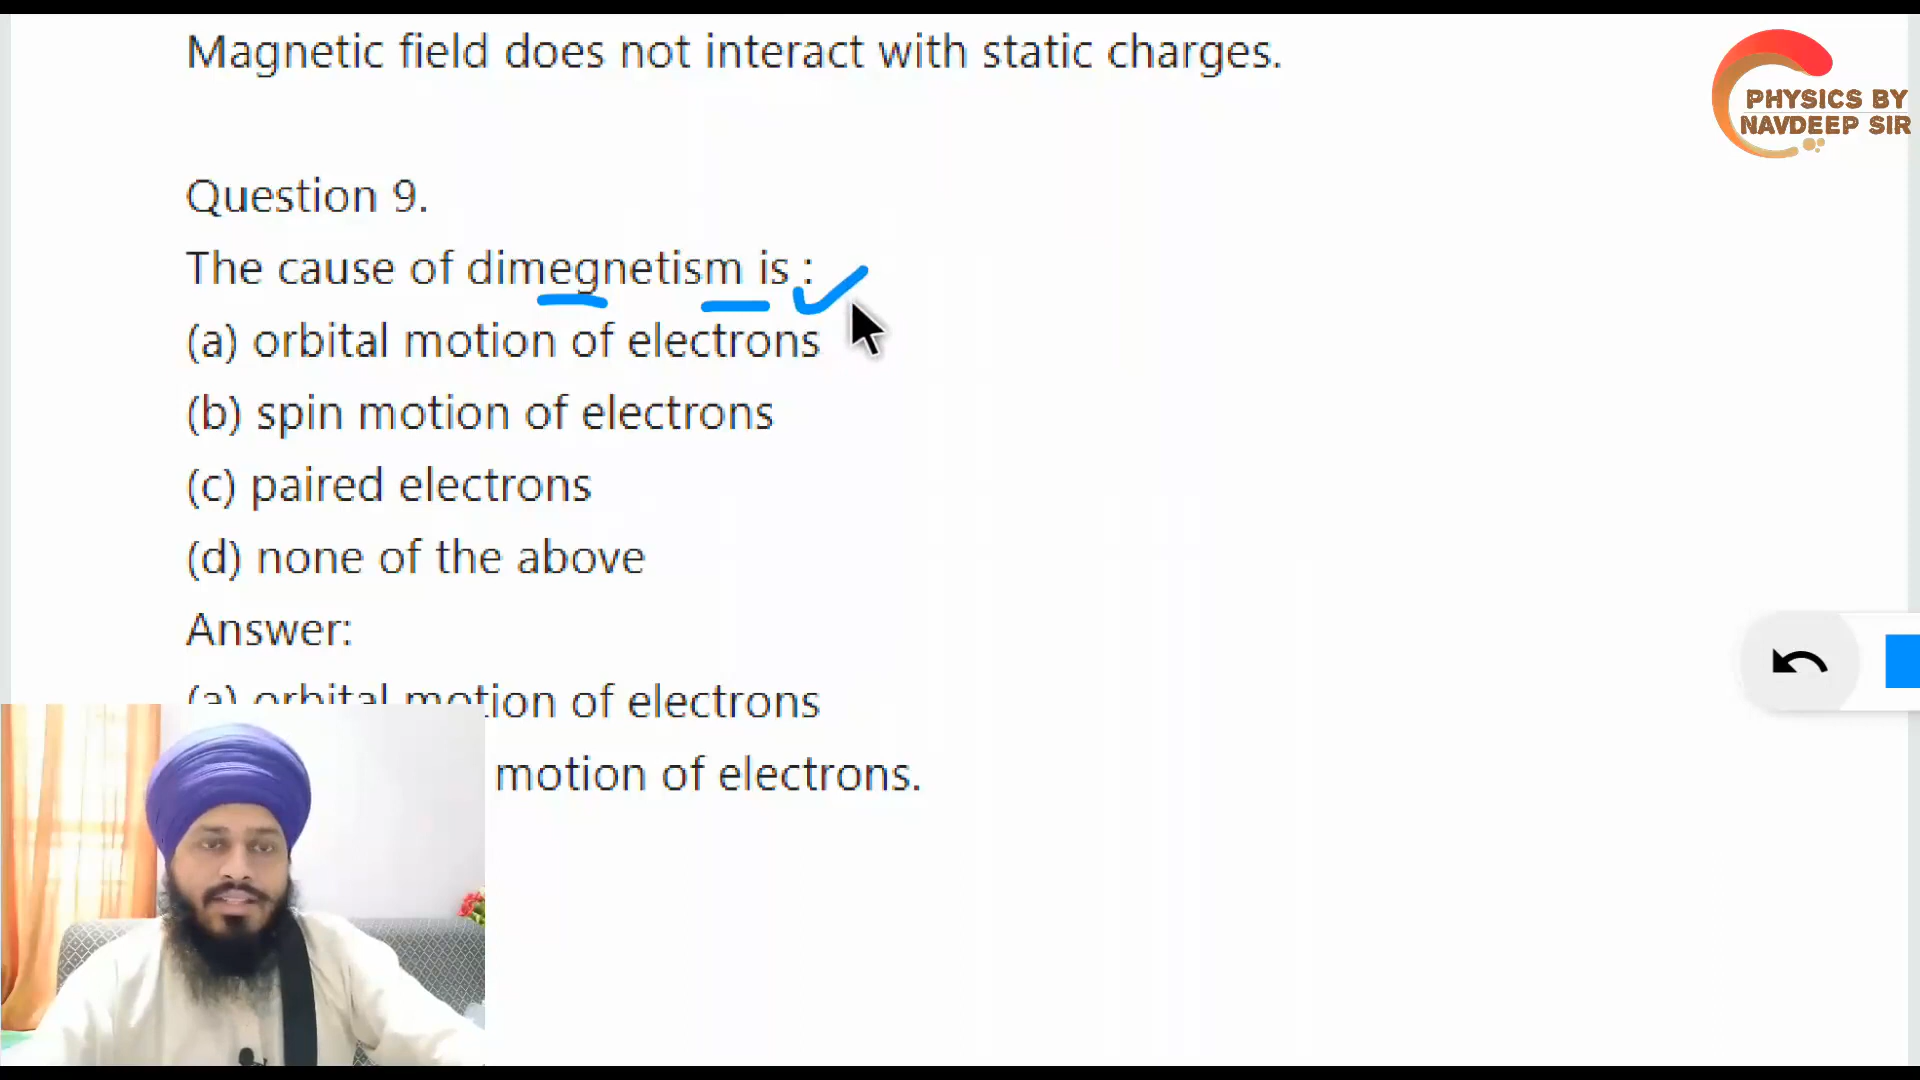 Magnetic field does not interact with static charges.
PHYSICS BY
NAVDEEP SIR
Question 9.
The cause of dimegnetism is :
(a) orbital motion of electrons
(b) spin motion of electrons
(c) paired electrons
(d) none of the above
Answer:
(a) orbital motion of electrons
motion of electrons.